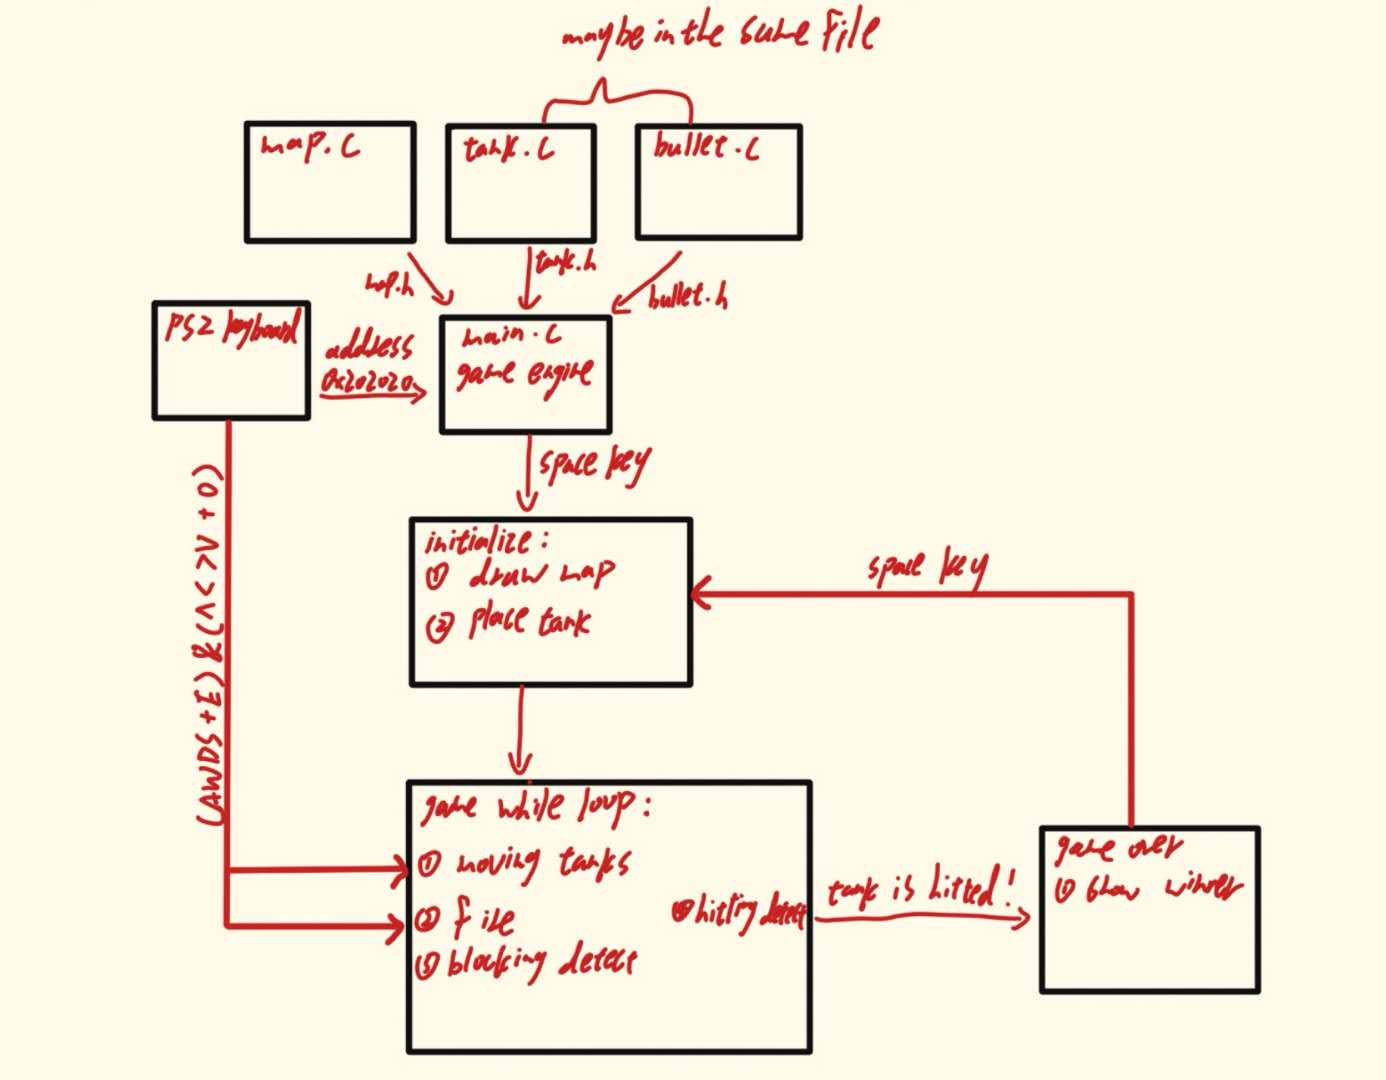 maybe in the same file
map.c
tank.c
bullet.c
map.h
tank.h
bullet.h
PS2 keyboard
address
0x202020
main.c
game engine
space key
(AWDS+E)&(∧<>∨+0)
initialize:
① draw map
② place tank
space key
game while loop:
① moving tanks
② fire
③ blocking detect
④ hitting detect
tank is hitted!
game over
① show winner